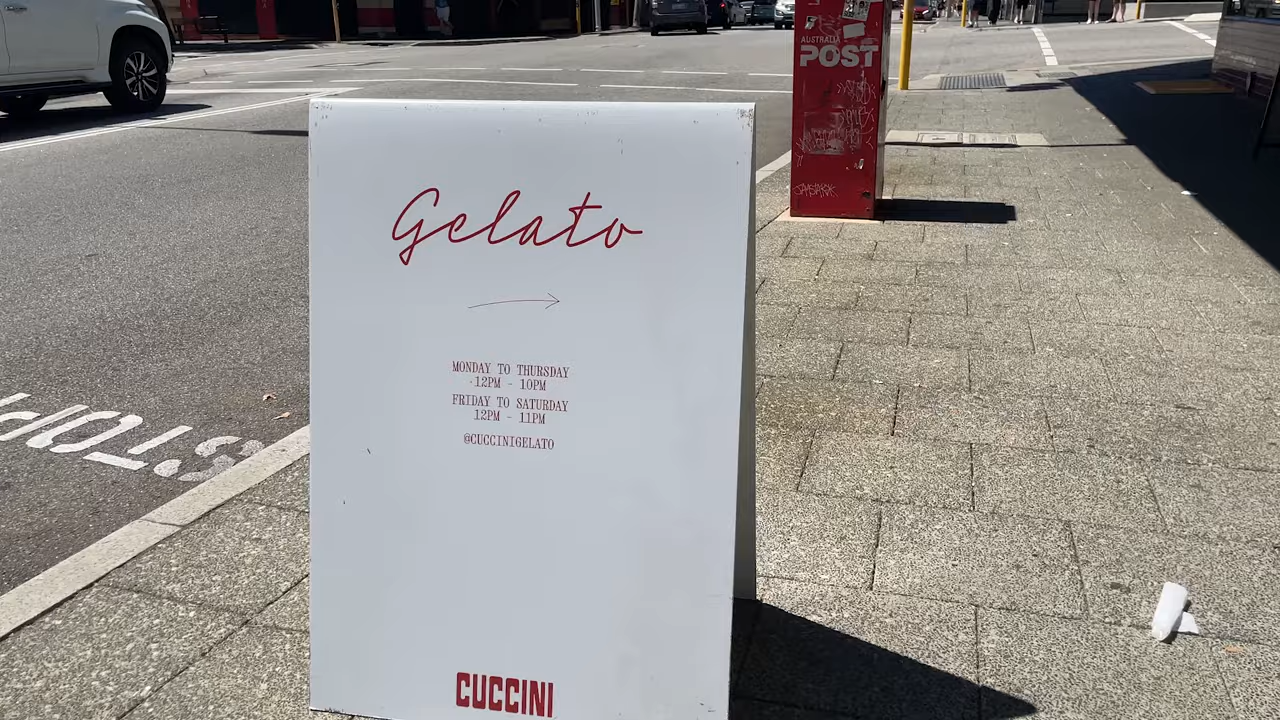 Gelato
MONDAY TO THURSDAY
12PM - 10PM
FRIDAY TO SATURDAY
12PM - 11PM
@CUCCINIGELATO
CUCCINI
AUSTRALIA
POST
STOP